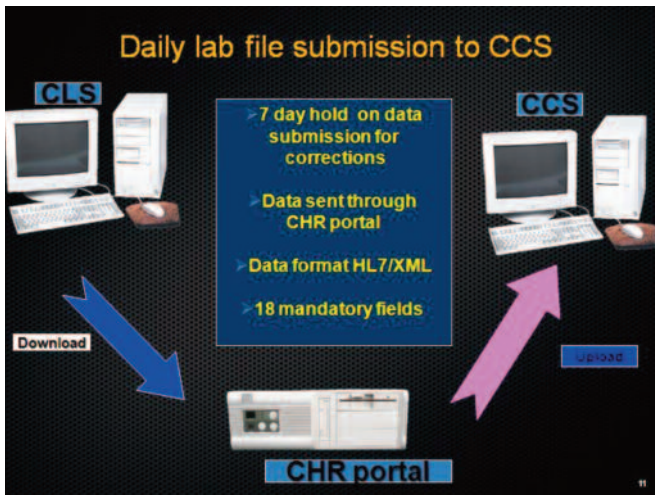 Daily lab file submission to CCS
CLS
CCS
➢7 day hold on data
submission for
corrections
➢Data sent through
CHR portal
➢Data format HL7/XML
➢18 mandatory fields
Download
Upload
CHR portal
11